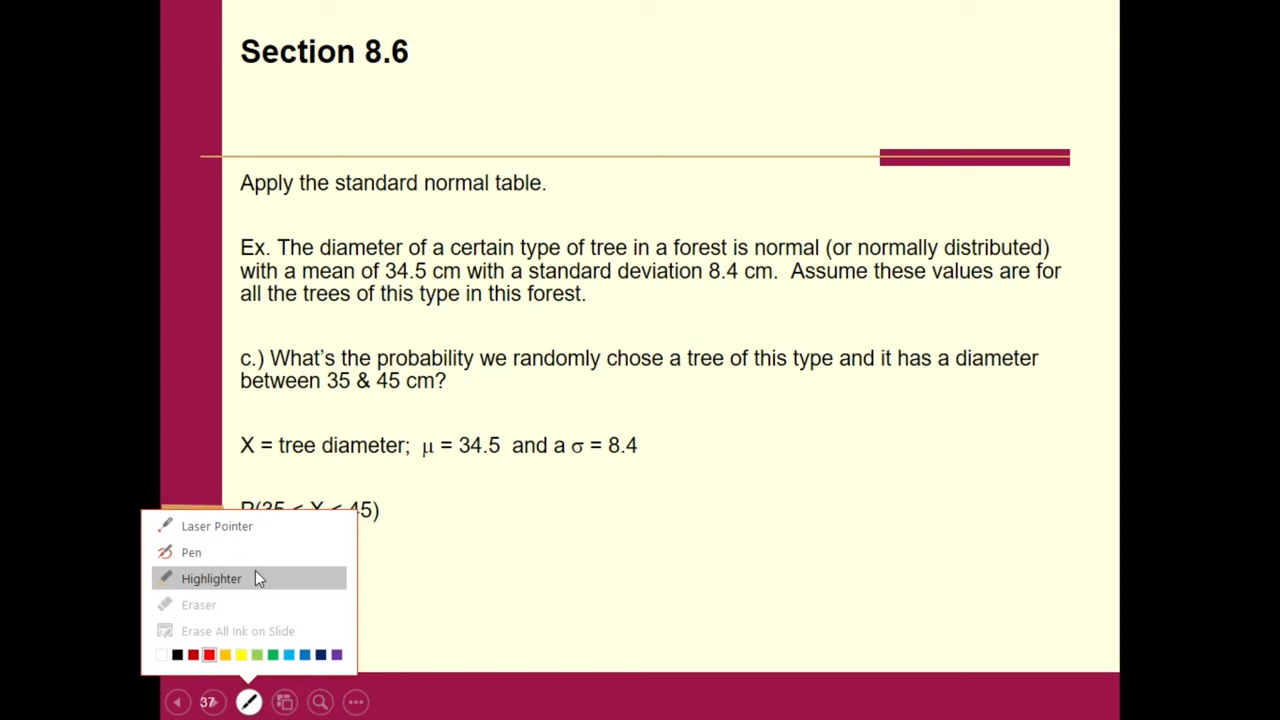 Section 8.6
Apply the standard normal table.
Ex. The diameter of a certain type of tree in a forest is normal (or normally distributed)
with a mean of 34.5 cm with a standard deviation 8.4 cm. Assume these values are for
all the trees of this type in this forest.
c.) What's the probability we randomly chose a tree of this type and it has a diameter
between 35 & 45 cm?
X = tree diameter; μ = 34.5 and a σ = 8.4
P(35 < X < 45)
Laser Pointer
Pen
Highlighter
Eraser
Erase All Ink on Slide
37